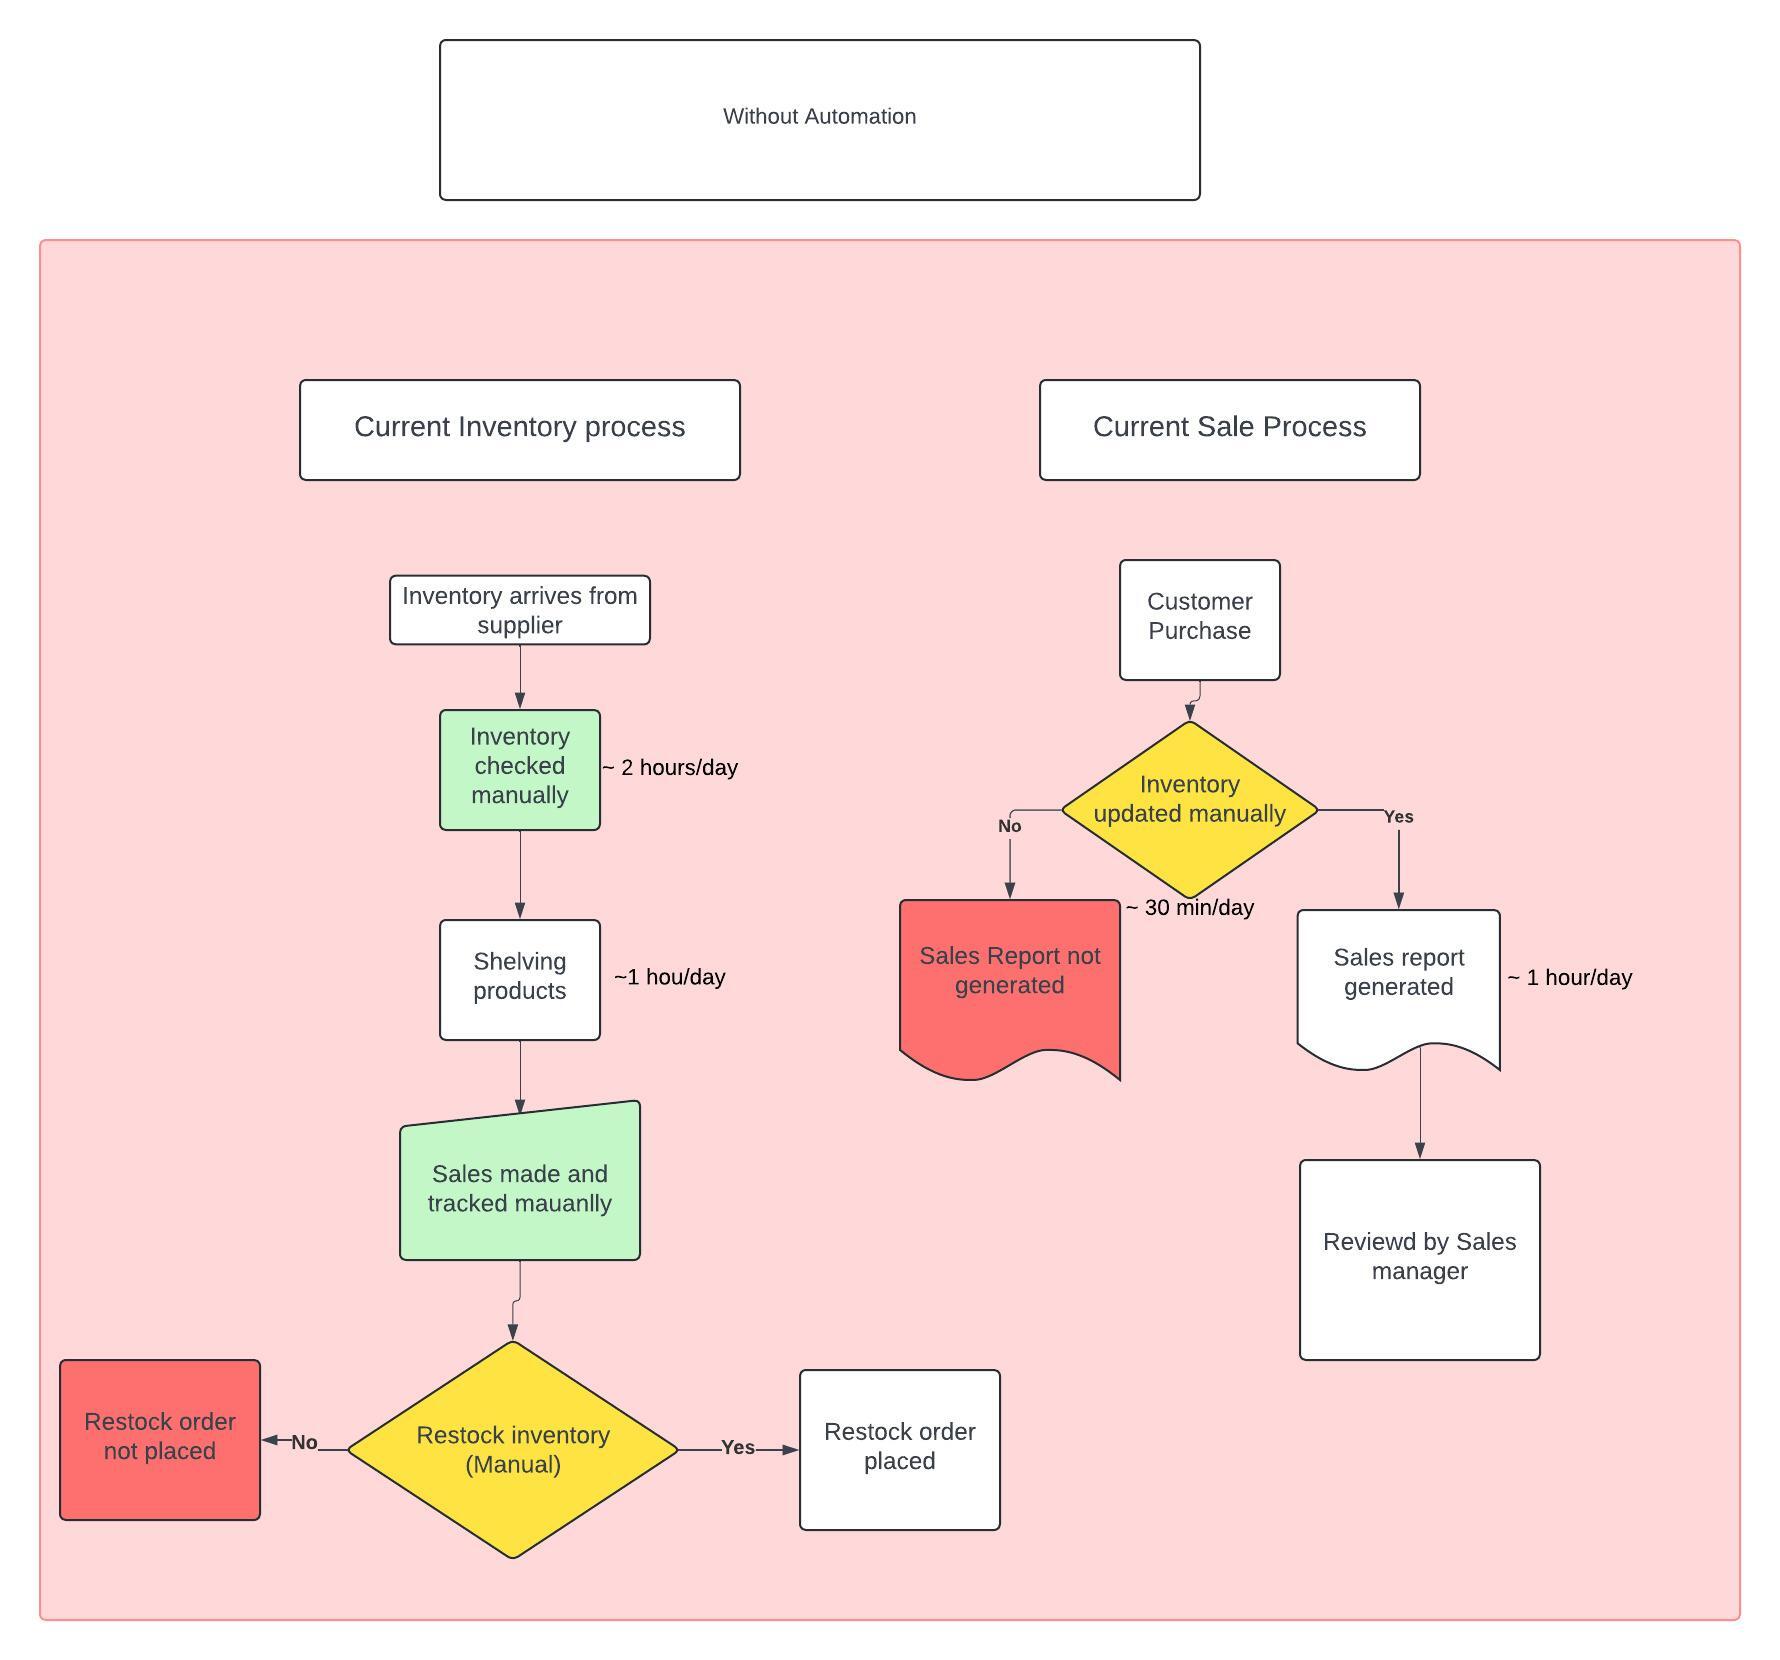 Without Automation
Current Inventory process
Current Sale Process
Inventory arrives from
supplier
Inventory
checked
manually
~ 2 hours/day
Shelving
products
~1 hou/day
Sales made and
tracked mauanlly
Restock inventory
(Manual)
No
Restock order
not placed
Yes
Restock order
placed
Customer
Purchase
Inventory
updated manually
~ 30 min/day
No
Sales Report not
generated
Yes
Sales report
generated
~ 1 hour/day
Reviewd by Sales
manager